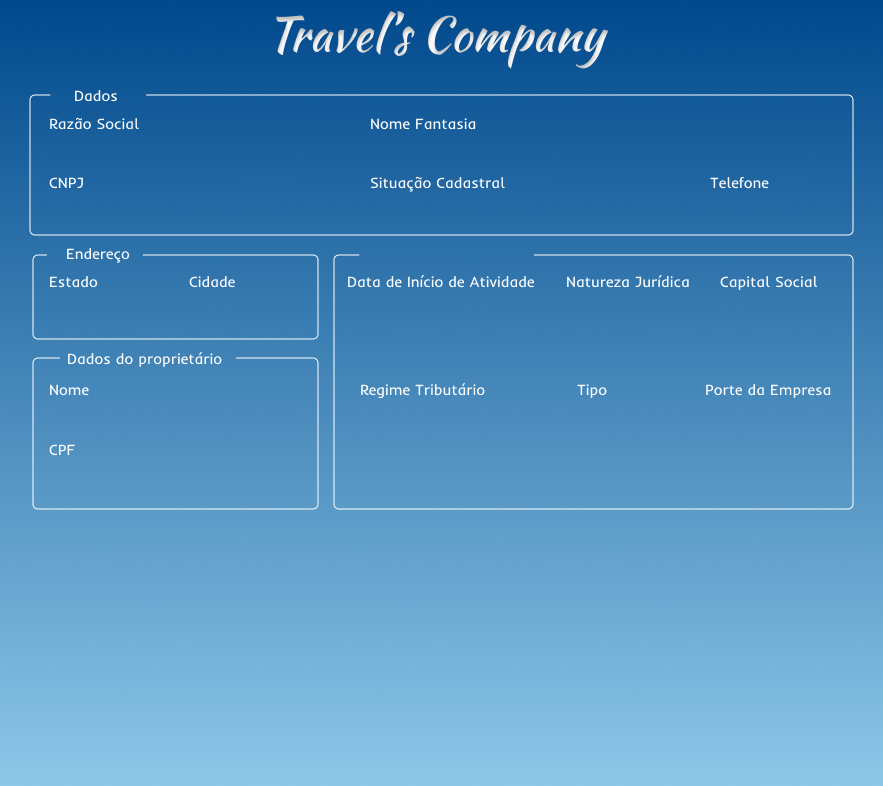 Travel's Company
Dados
Razão Social Nome Fantasia
CNPJ Situação Cadastral Telefone
Endereço
Estado Cidade
Dados do proprietário
Nome
CPF
Data de Início de Atividade Natureza Jurídica Capital Social
Regime Tributário Tipo Porte da Empresa